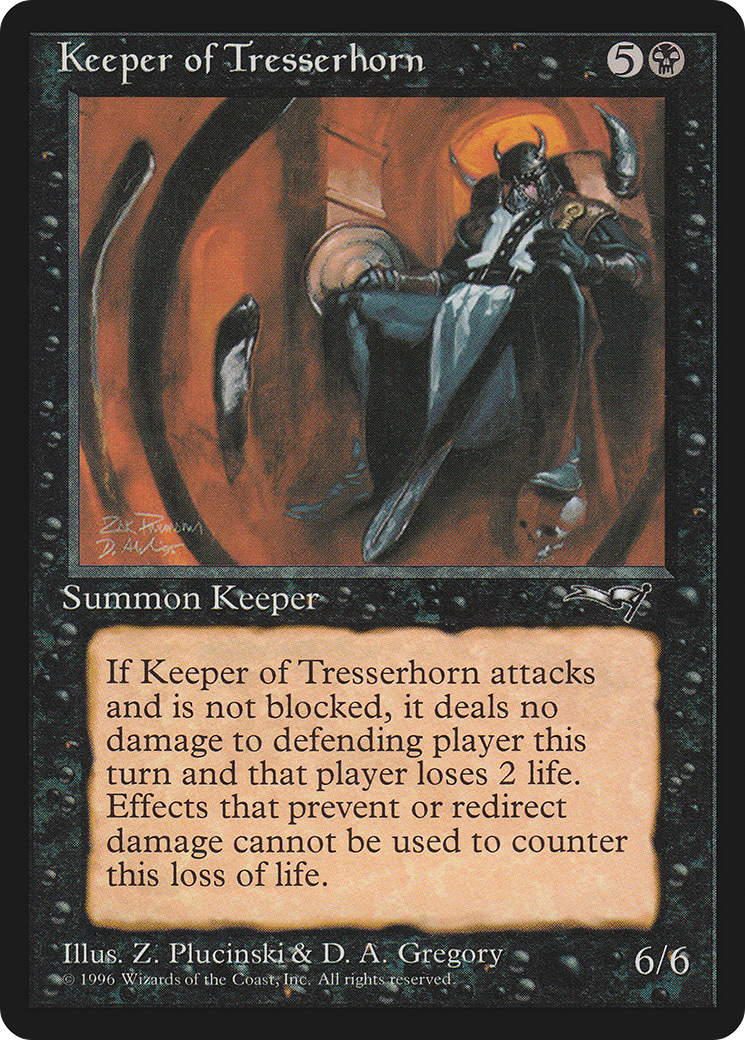 Keeper of Tresserhorn 5
Summon Keeper
If Keeper of Tresserhorn attacks
and is not blocked, it deals no
damage to defending player this
turn and that player loses 2 life.
Effects that prevent or redirect
damage cannot be used to counter
this loss of life.
Illus. Z. Plucinski & D. A. Gregory
© 1996 Wizards of the Coast, Inc. All rights reserved.
6/6